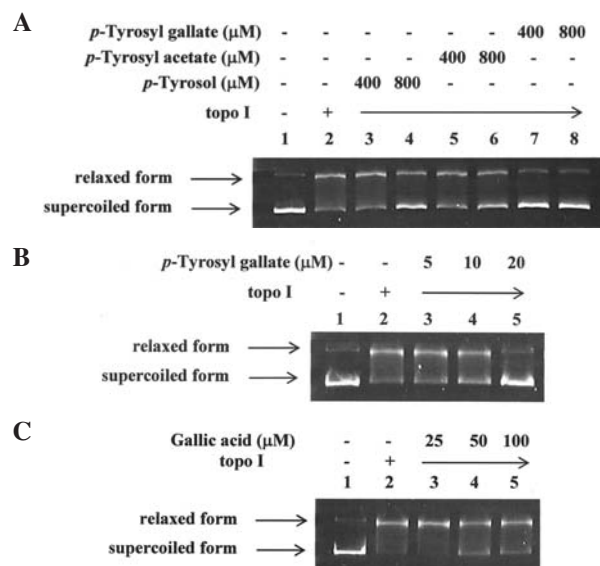 A
p-Tyrosyl gallate (μM) - - - - - - 400 800
p-Tyrosyl acetate (μM) - - - - 400 800 - -
p-Tyrosol (μM) - - 400 800 - - - -
topo I - +
1 2 3 4 5 6 7 8
relaxed form
supercoiled form
B
p-Tyrosyl gallate (μM) - - 5 10 20
topo I - +
1 2 3 4 5
relaxed form
supercoiled form
C
Gallic acid (μM) - - 25 50 100
topo I - +
1 2 3 4 5
relaxed form
supercoiled form